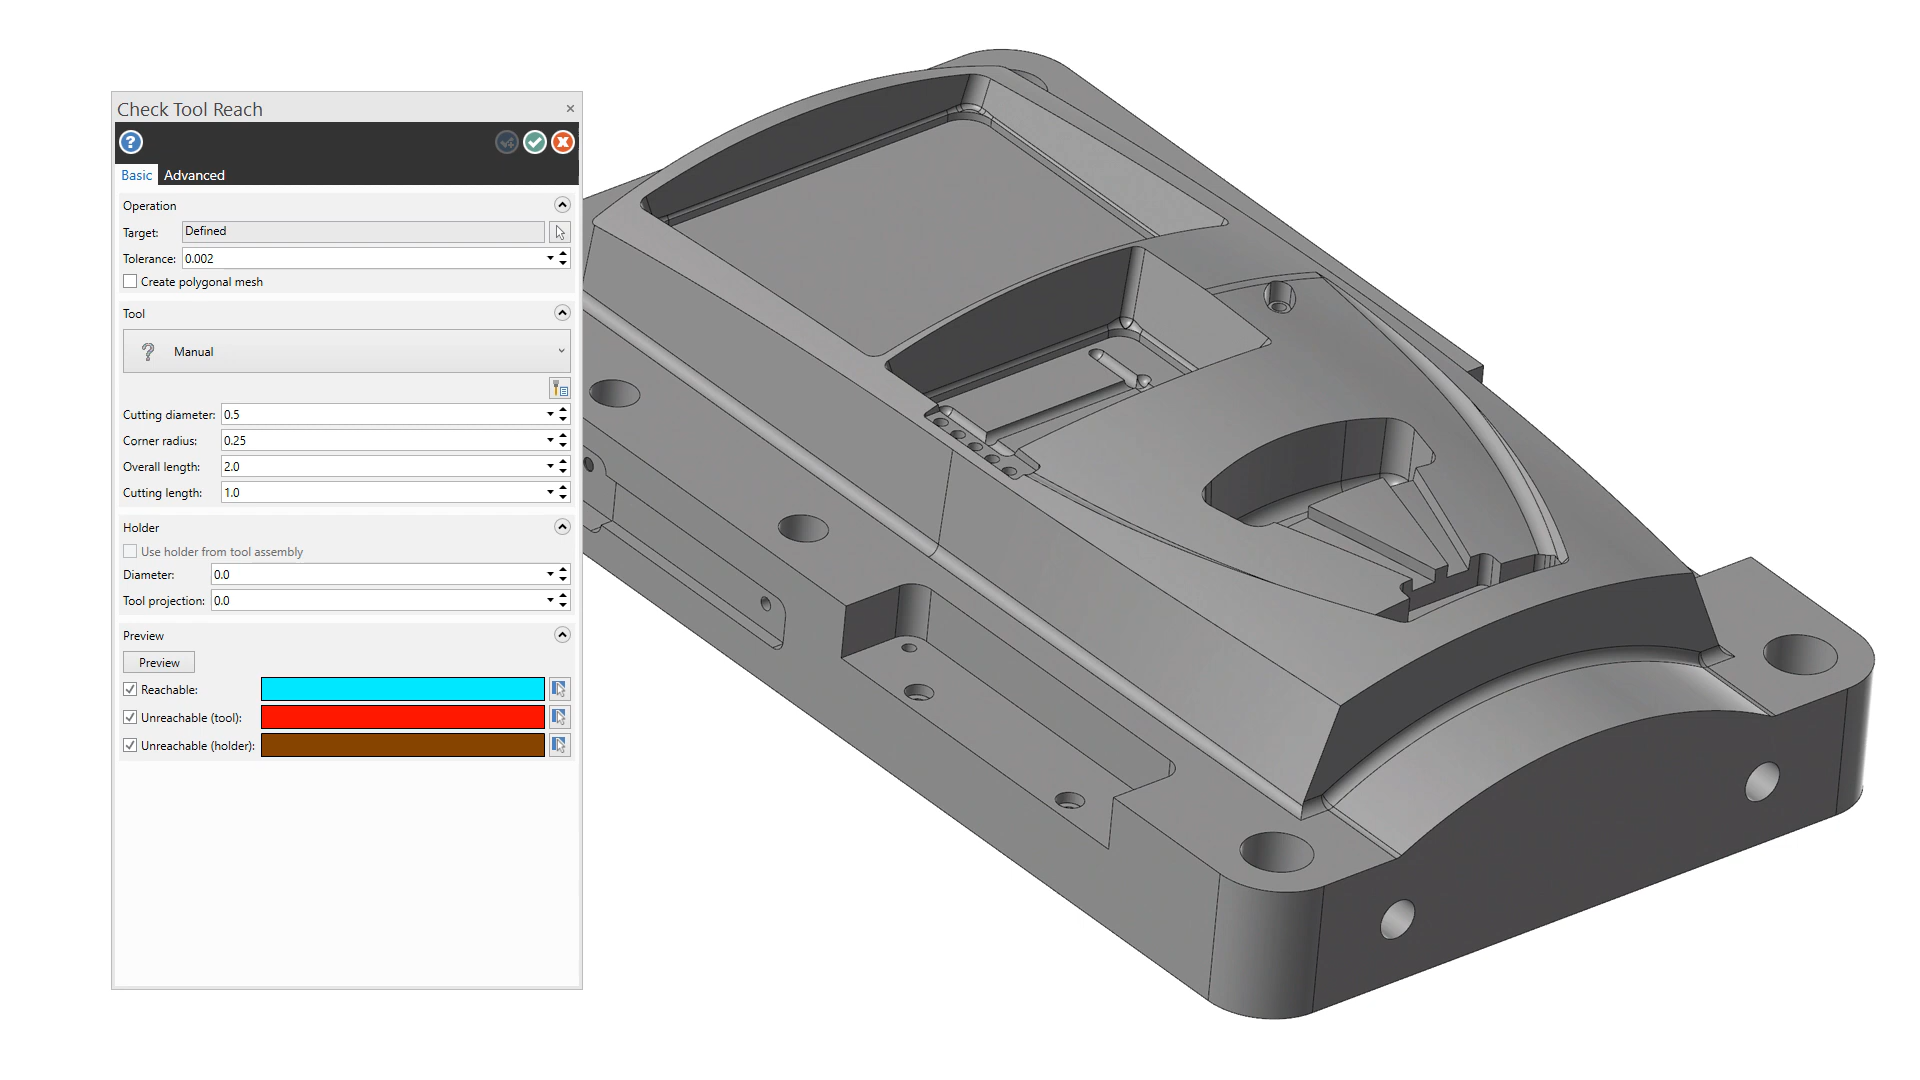 Check Tool Reach
Basic Advanced
Operation
Target: Defined
Tolerance: 0.002
Create polygonal mesh
Tool
Manual
Cutting diameter: 0.5
Corner radius: 0.25
Overall length: 2.0
Cutting length: 1.0
Holder
Use holder from tool assembly
Diameter: 0.0
Tool projection: 0.0
Preview
Preview
Reachable:
Unreachable (tool):
Unreachable (holder):